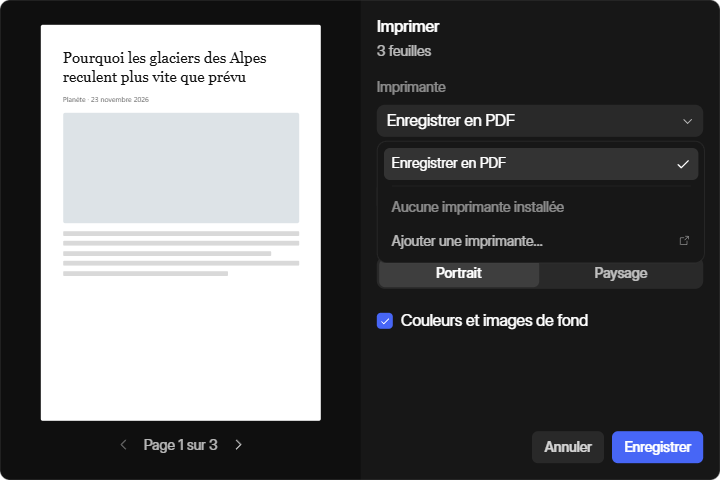 Pourquoi les glaciers des Alpes
reculent plus vite que prévu
Planète · 23 novembre 2026
Page 1 sur 3
Imprimer
3 feuilles
Imprimante
Enregistrer en PDF
Enregistrer en PDF
Aucune imprimante installée
Ajouter une imprimante...
Portrait
Paysage
Couleurs et images de fond
Annuler
Enregistrer